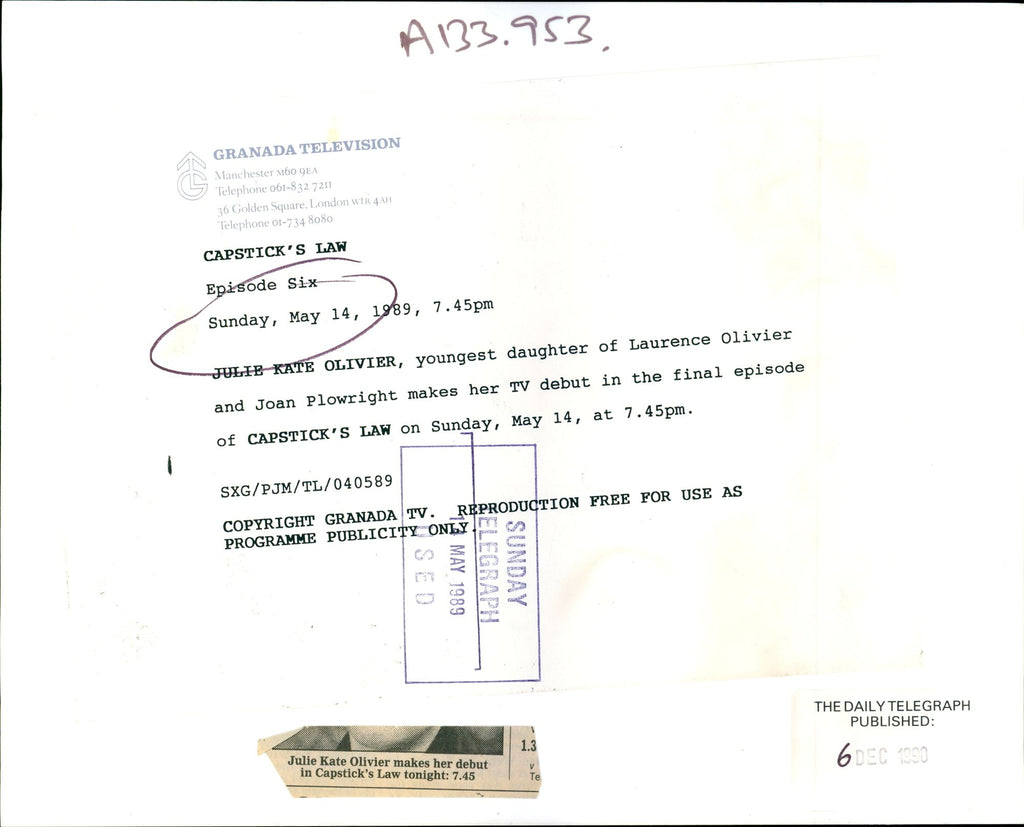 A133.953.
GRANADA TELEVISION
Manchester M60 9EA
Telephone 061-832 7211
36 Golden Square, London W1R 4AH
Telephone 01-734 8080
CAPSTICK'S LAW
Episode Six
Sunday, May 14, 1989, 7.45pm
JULIE KATE OLIVIER, youngest daughter of Laurence Olivier
and Joan Plowright makes her TV debut in the final episode
of CAPSTICK'S LAW on Sunday, May 14, at 7.45pm.
SXG/PJM/TL/040589
COPYRIGHT GRANADA TV. REPRODUCTION FREE FOR USE AS
PROGRAMME PUBLICITY ONLY.
SUNDAY
TELEGRAPH
14 MAY 1989
USED
Julie Kate Olivier makes her debut
in Capstick's Law tonight: 7.45
1.3
v
Te
THE DAILY TELEGRAPH
PUBLISHED:
6 DEC 1990